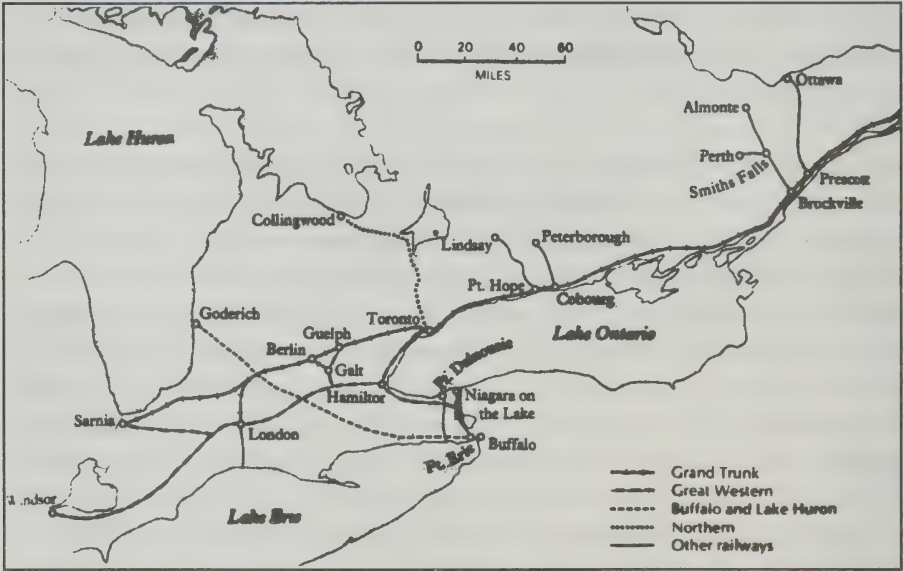 0 20 40 60
MILES
Ottawa
Almonte
Lake Huron
Perth
Smiths Falls
Prescott
Brockville
Collingwood
Lindsay
Peterborough
Pt. Hope
Cobourg
Goderich
Toronto
Lake Ontario
Guelph
Berlin
Pt. Dalhousie
Galt
Hamilton
Niagara on
the Lake
Sarnia
London
Buffalo
Ft. Erie
Lake Erie
Grand Trunk
Great Western
Buffalo and Lake Huron
Northern
Other railways